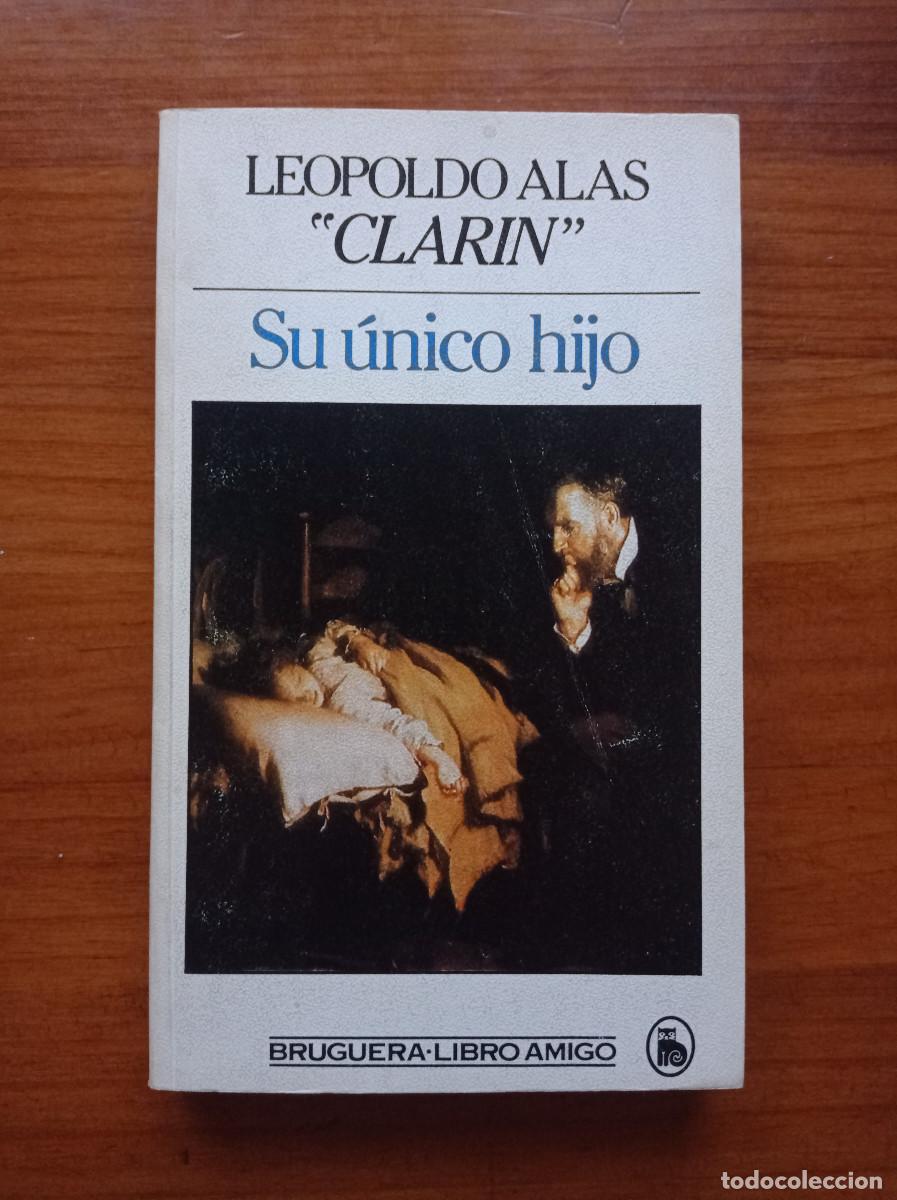 LEOPOLDO ALAS
“CLARIN”
Su único hijo
BRUGUERA·LIBRO AMIGO
todocoleccion